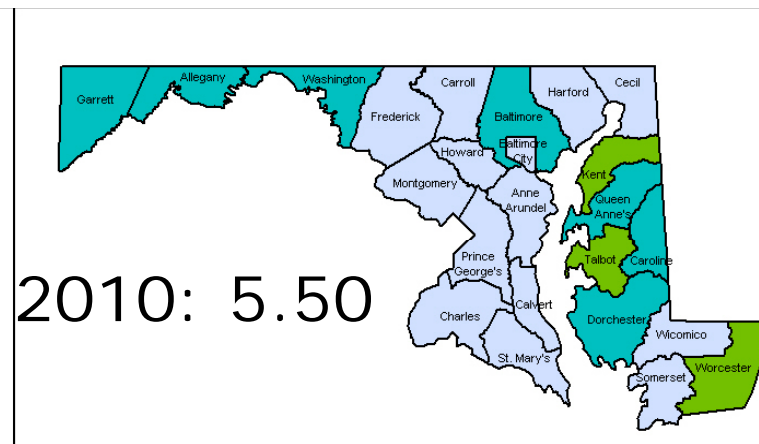 Garrett
Allegany
Washington
Frederick
Carroll
Baltimore
Harford
Cecil
Howard
Baltimore
City
Montgomery
Anne
Arundel
Kent
Queen
Anne's
Prince
George's
Talbot
Caroline
2010: 5.50
Charles
Calvert
Dorchester
St. Mary's
Wicomico
Somerset
Worcester